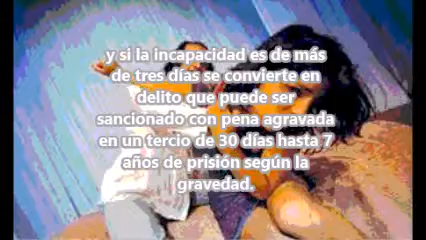 y si la incapacidad es de más
de tres días se convierte en
delito que puede ser
sancionado con pena agravada
en un tercio de 30 días hasta 7
años de prisión según la
gravedad.